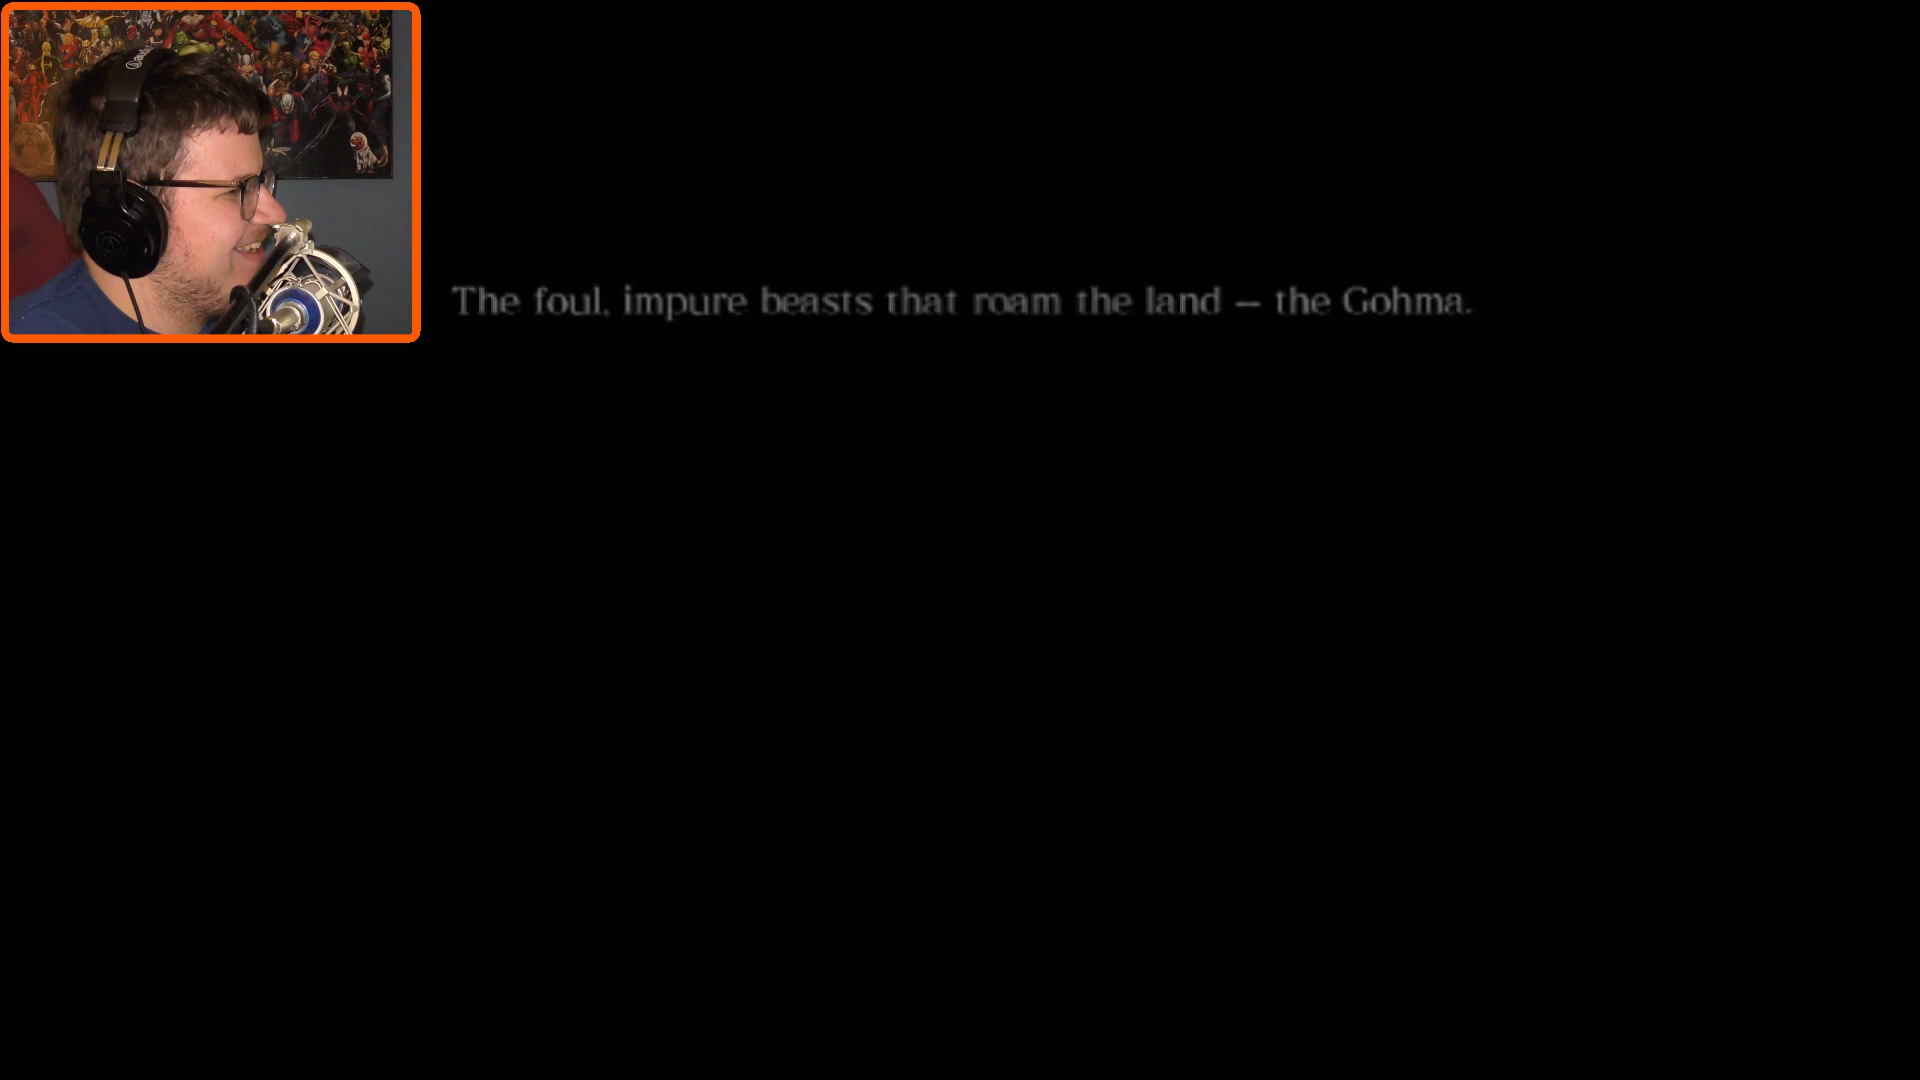 The foul, impure beasts that roam the land – the Gohma.